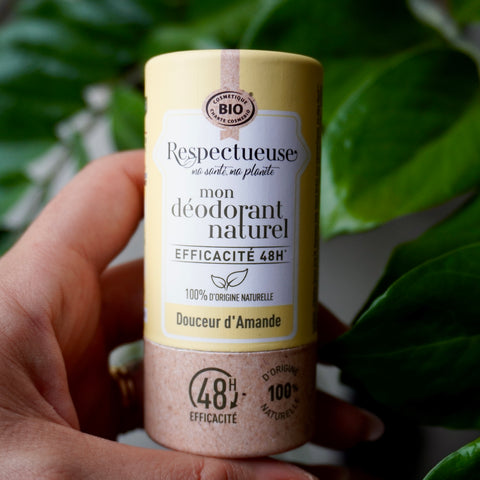 COSMETIQUE
BIO
CHARTE COSMEBIO
Respectueuse
ma santé, ma planète
mon
déodorant
naturel
EFFICACITÉ 48H*
100% D'ORIGINE NATURELLE
Douceur d'Amande
48H
EFFICACITÉ
D'ORIGINE
100%
NATURELLE